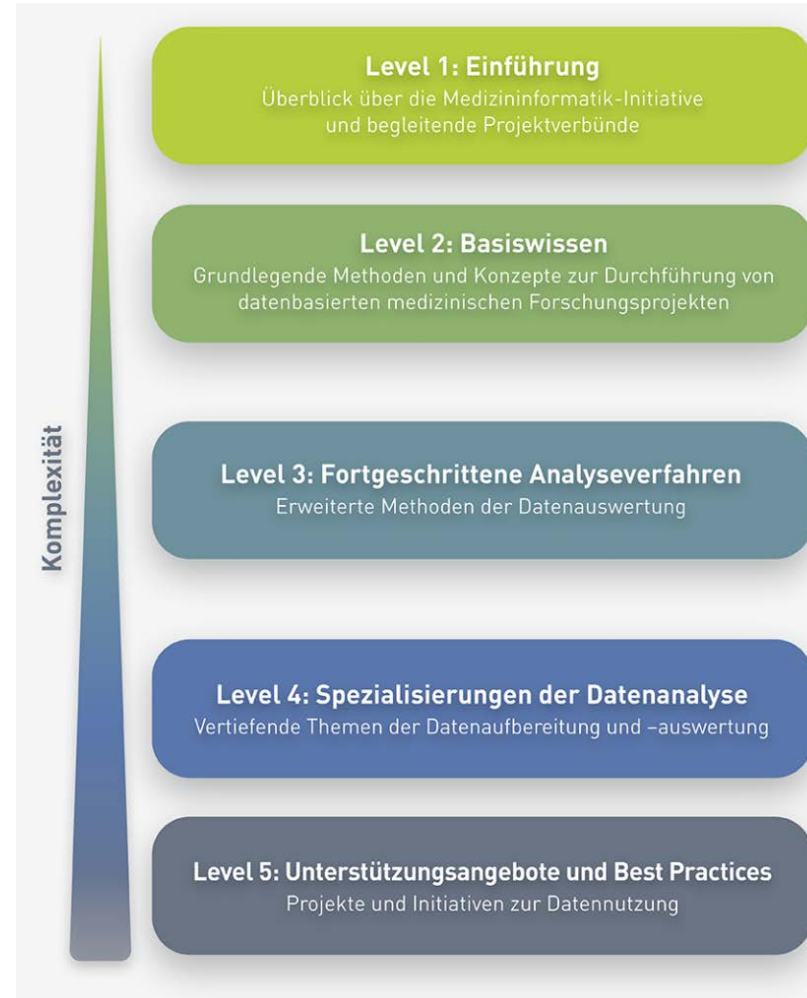 Level 1: Einführung
Überblick über die Medizininformatik-Initiative
und begleitende Projektverbünde
Level 2: Basiswissen
Grundlegende Methoden und Konzepte zur Durchführung von
datenbasierten medizinischen Forschungsprojekten
Komplexität
Level 3: Fortgeschrittene Analyseverfahren
Erweiterte Methoden der Datenauswertung
Level 4: Spezialisierungen der Datenanalyse
Vertiefende Themen der Datenaufbereitung und –auswertung
Level 5: Unterstützungsangebote und Best Practices
Projekte und Initiativen zur Datennutzung